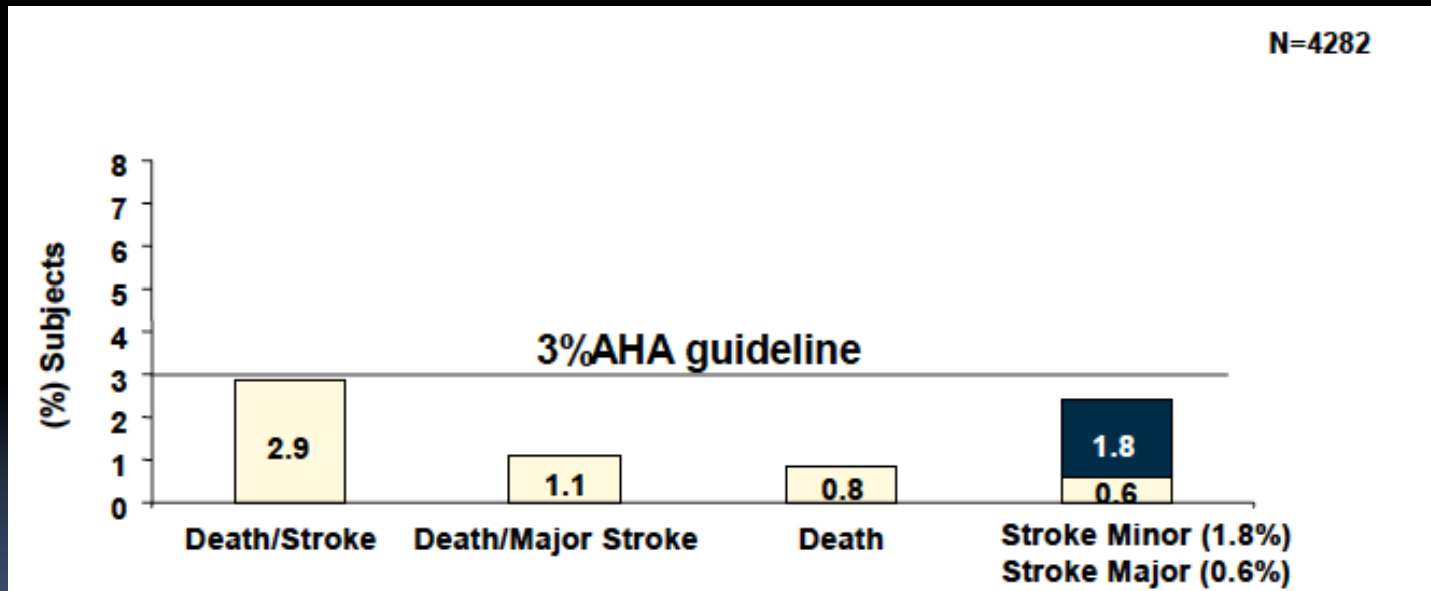 N=4282
8
7
6
5
4
3
2
1
0
(%) Subjects
3%AHA guideline
2.9
1.1
0.8
1.8
0.6
Death/Stroke
Death/Major Stroke
Death
Stroke Minor (1.8%)
Stroke Major (0.6%)